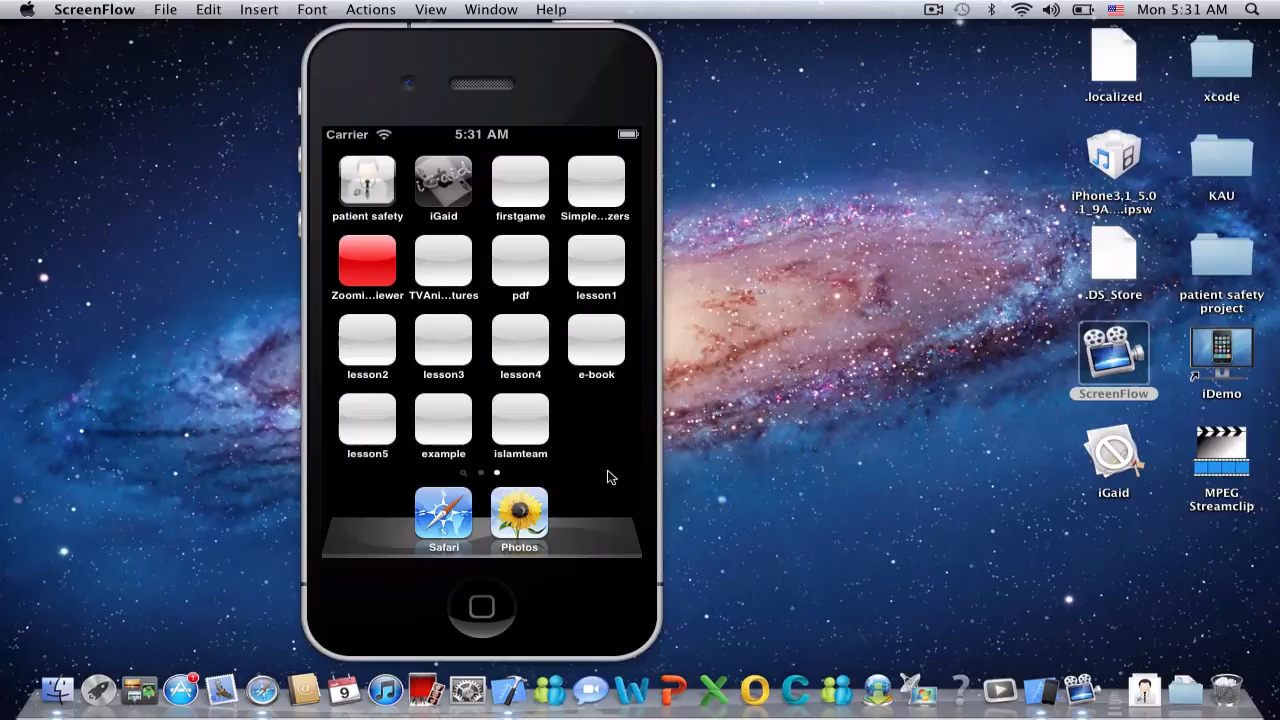 ScreenFlow File Edit Insert Font Actions View Window Help Mon 5:31 AM
Carrier 5:31 AM
patient safety iGaid firstgame Simple...zers
Zoomi...iewer TVAni...tures pdf lesson1
lesson2 lesson3 lesson4 e-book
lesson5 example islamteam
Safari Photos
.localized xcode
iPhone3,1_5.0
.1_9A....ipsw KAU
.DS_Store patient safety
project
ScreenFlow iDemo
iGaid MPEG
Streamclip
1
9